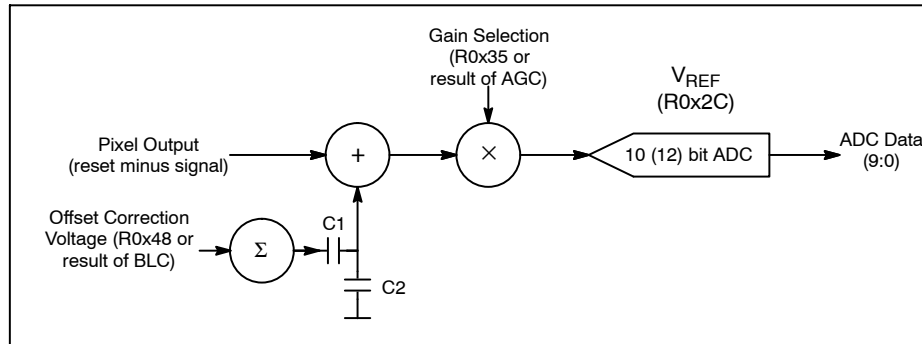 Gain Selection
(R0x35 or
result of AGC)
VREF
(R0x2C)
Pixel Output
(reset minus signal)
+
×
10 (12) bit ADC
ADC Data
(9:0)
Offset Correction
Voltage (R0x48 or
result of BLC)
Σ
C1
C2